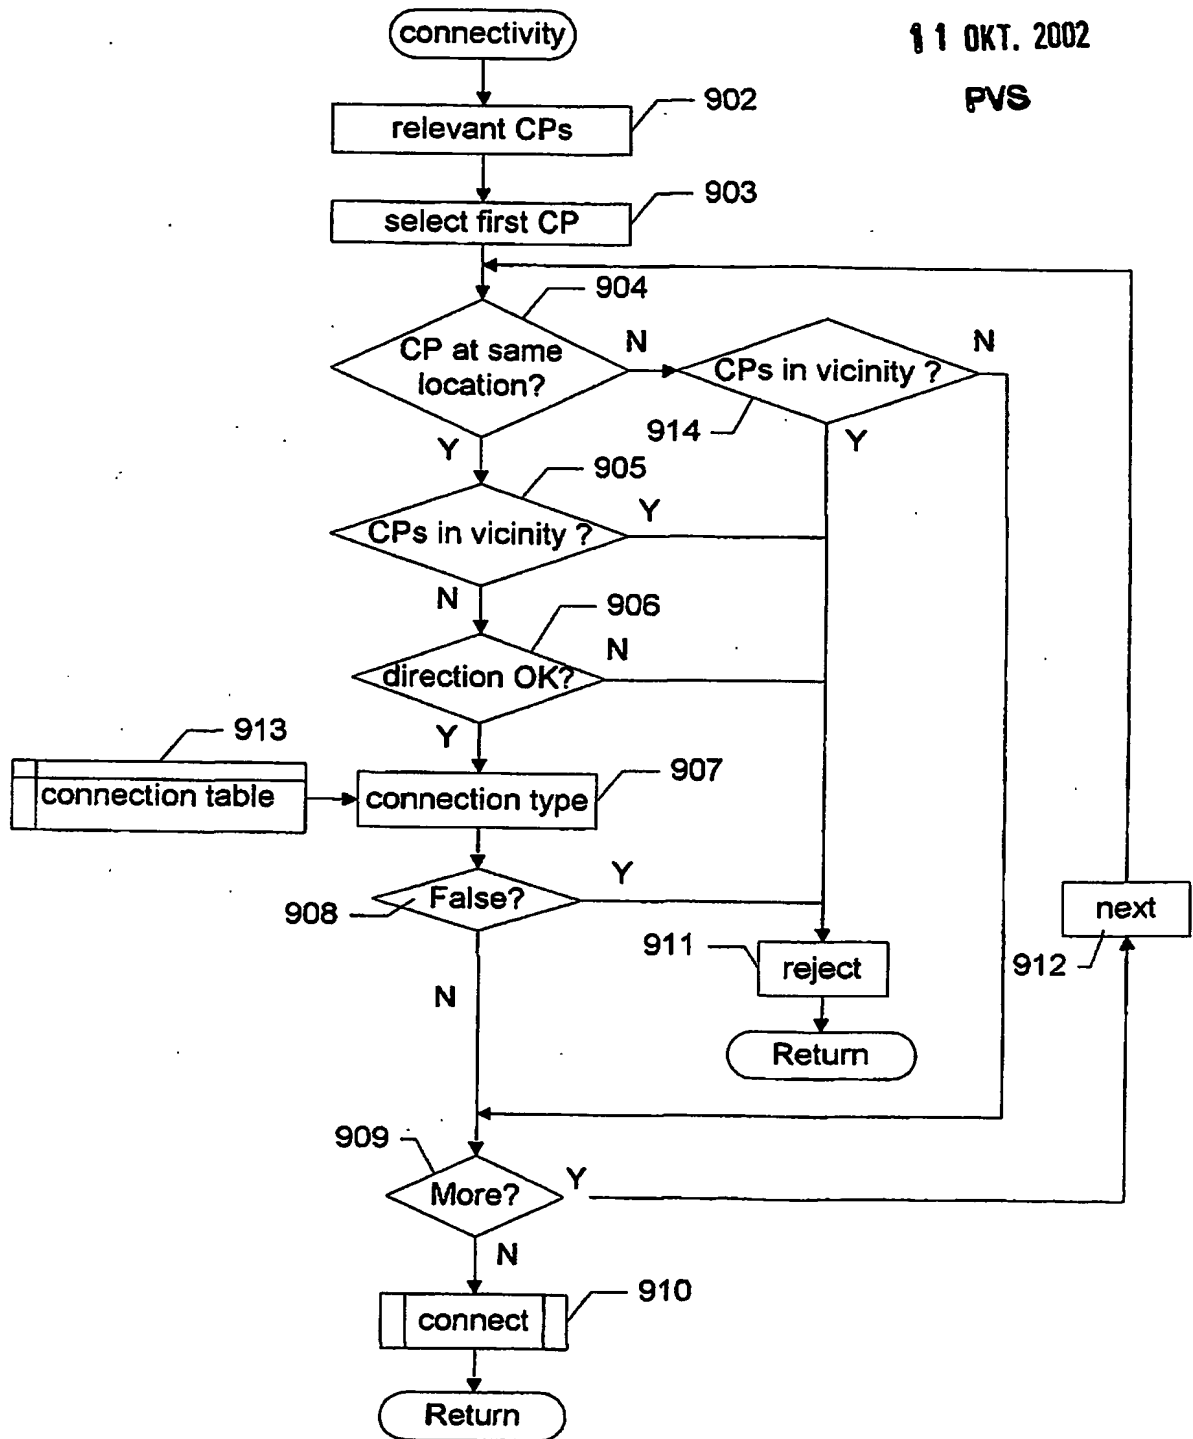 connectivity
11 OKT. 2002
PVS
902
relevant CPs
903
select first CP
904
CP at same
location?
N
CPs in vicinity ?
N
914
Y
Y
905
CPs in vicinity ?
Y
N
906
direction OK?
N
Y
913
connection table
907
connection type
908
False?
Y
911
reject
next
912
N
Return
909
More?
Y
N
910
connect
Return